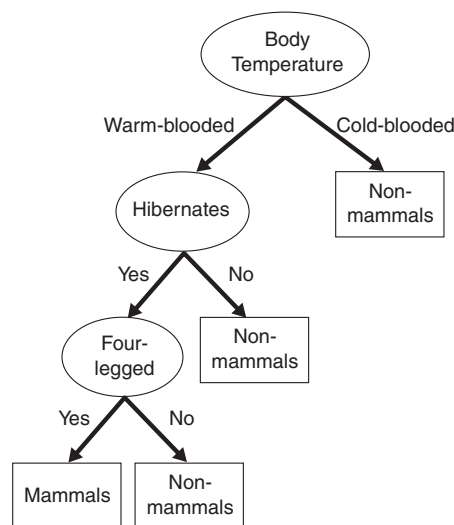 Body
Temperature
Warm-blooded
Cold-blooded
Hibernates
Non-
mammals
Yes
No
Four-
legged
Non-
mammals
Yes
No
Mammals
Non-
mammals